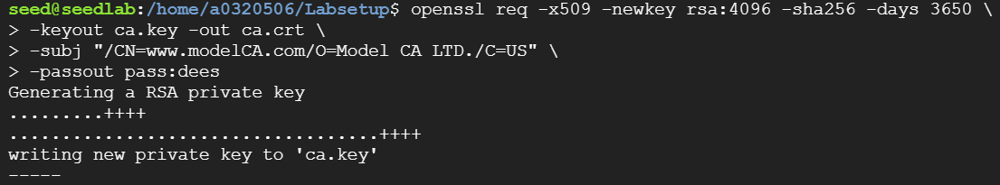 seed@seedlab:/home/a0320506/Labsetup$ openssl req -x509 -newkey rsa:4096 -sha256 -days 3650 \
> -keyout ca.key -out ca.crt \
> -subj "/CN=www.modelCA.com/O=Model CA LTD./C=US" \
> -passout pass:dees
Generating a RSA private key
.........++++
...................................++++
writing new private key to 'ca.key'
-----